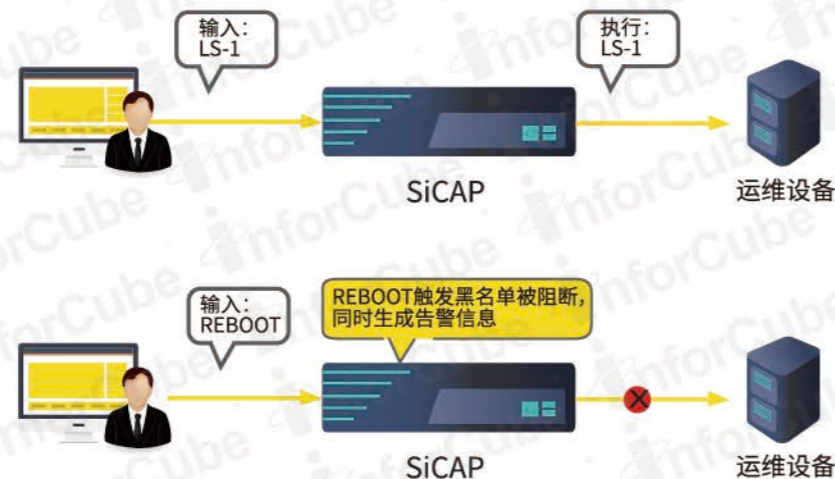 输入：
LS-1
执行：
LS-1
SiCAP
运维设备
输入：
REBOOT
REBOOT触发黑名单被阻断，
同时生成告警信息
SiCAP
运维设备
inforCube